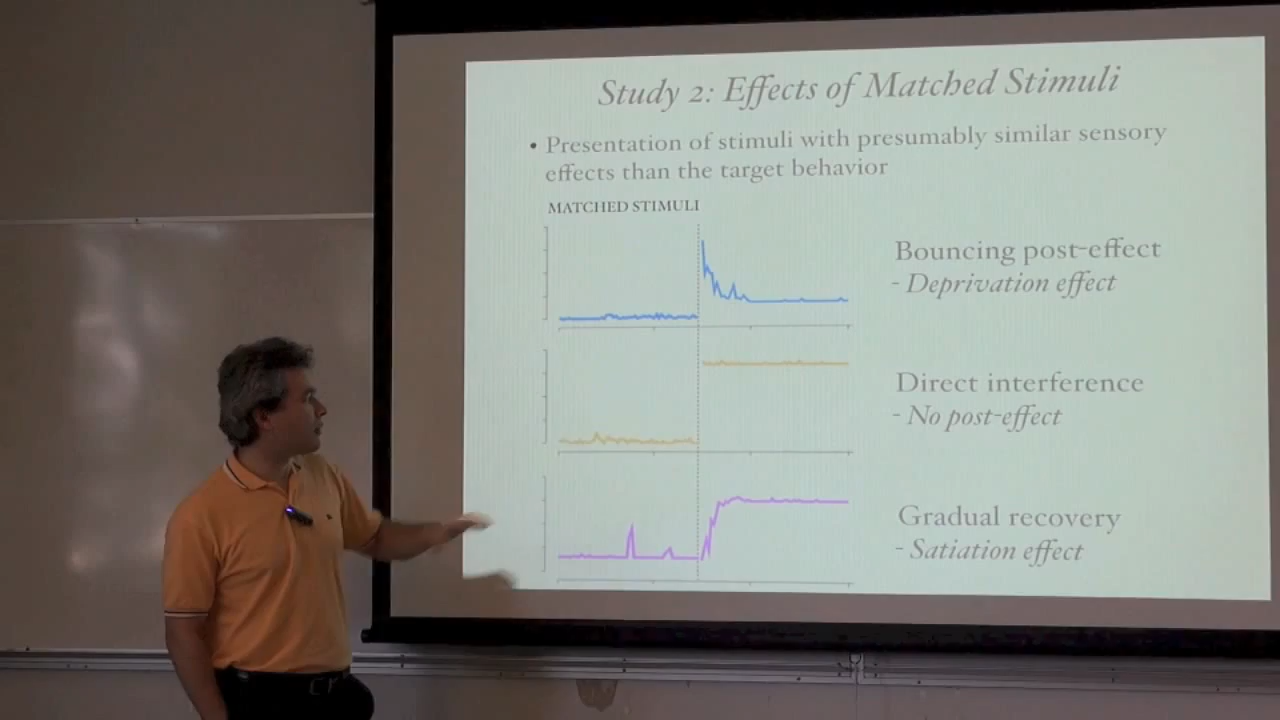 Study 2: Effects of Matched Stimuli
• Presentation of stimuli with presumably similar sensory
effects than the target behavior
MATCHED STIMULI
Bouncing post-effect
- Deprivation effect
Direct interference
- No post-effect
Gradual recovery
- Satiation effect